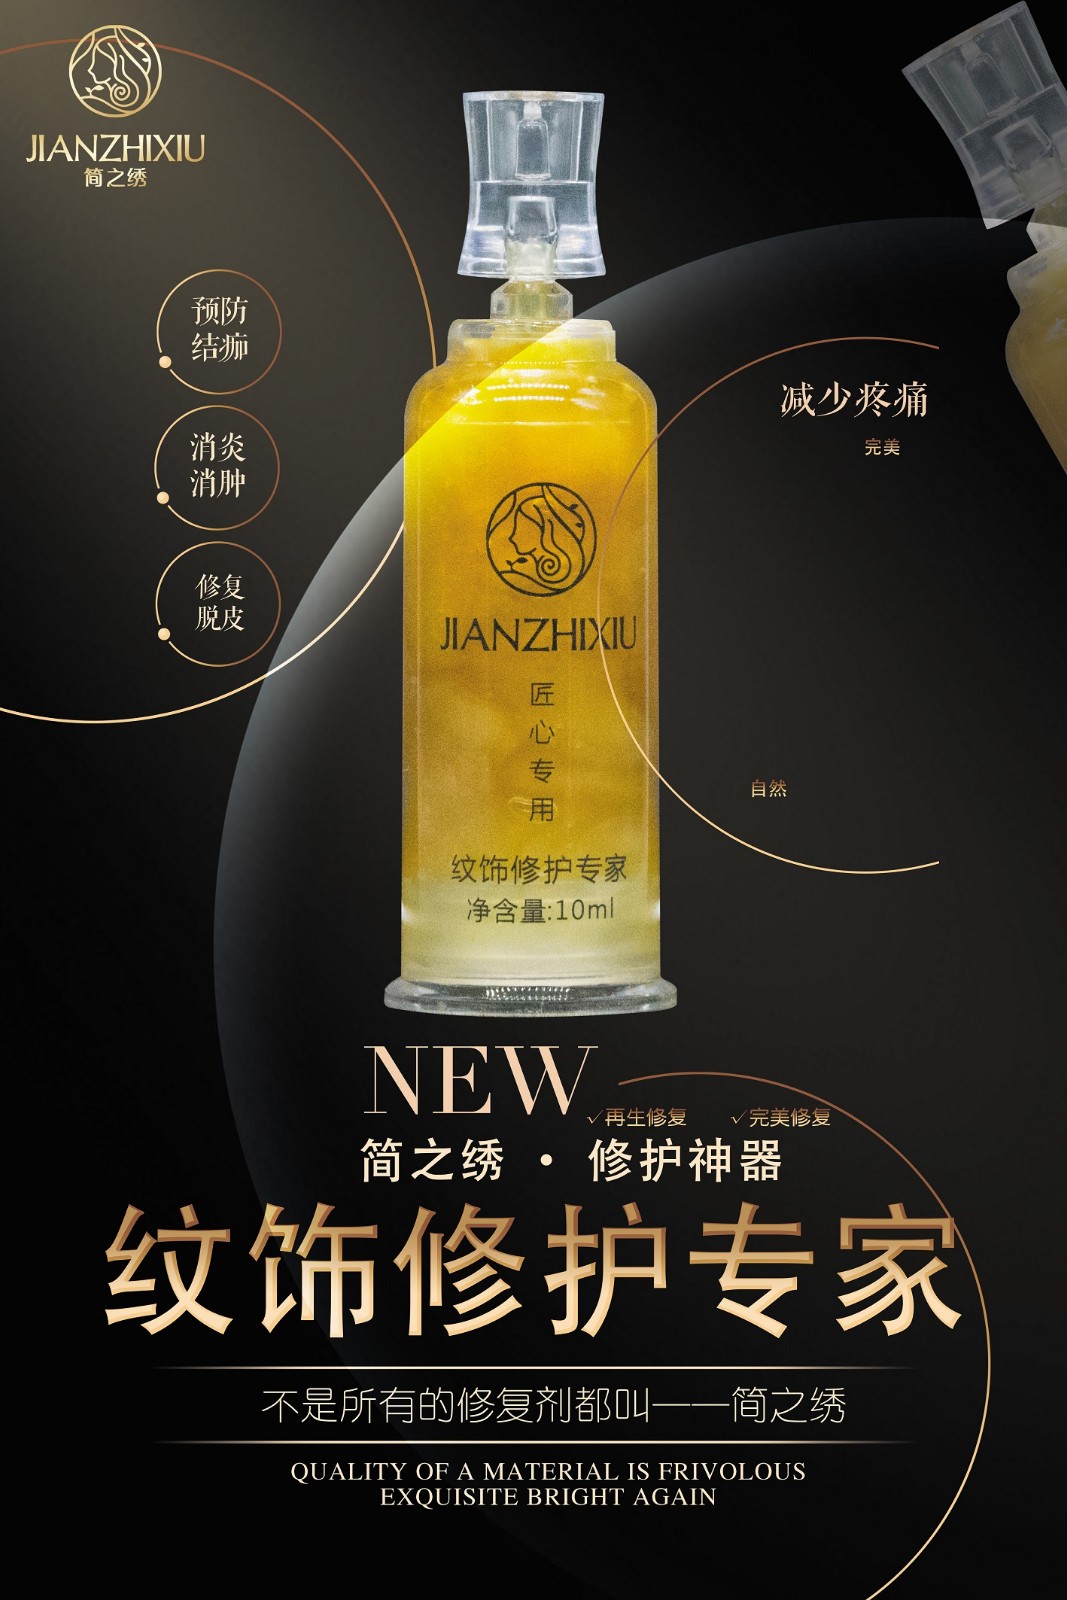 JIANZHIXIU
简之绣
预防
结痂
消炎
消肿
修复
脱皮
减少疼痛
完美
自然
JIANZHIXIU
匠
心
专
用
纹饰修护专家
净含量:10ml
NEW
✓再生修复 ✓完美修复
简之绣 · 修护神器
纹饰修护专家
不是所有的修复剂都叫——简之绣
QUALITY OF A MATERIAL IS FRIVOLOUS
EXQUISITE BRIGHT AGAIN